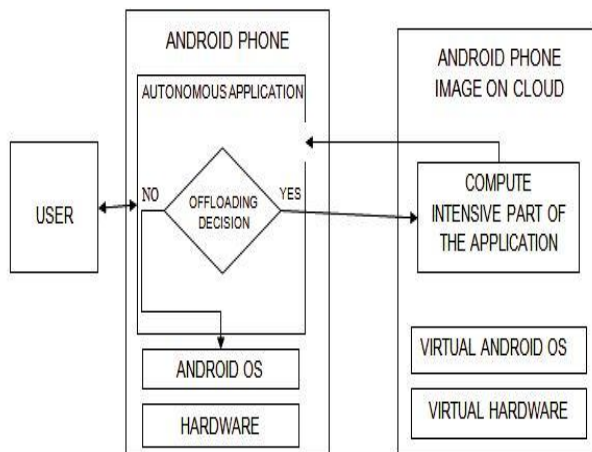 ANDROID PHONE
AUTONOMOUS APPLICATION
USER
NO
OFFLOADING
DECISION
YES
ANDROID OS
HARDWARE
ANDROID PHONE
IMAGE ON CLOUD
COMPUTE
INTENSIVE PART OF
THE APPLICATION
VIRTUAL ANDROID OS
VIRTUAL HARDWARE